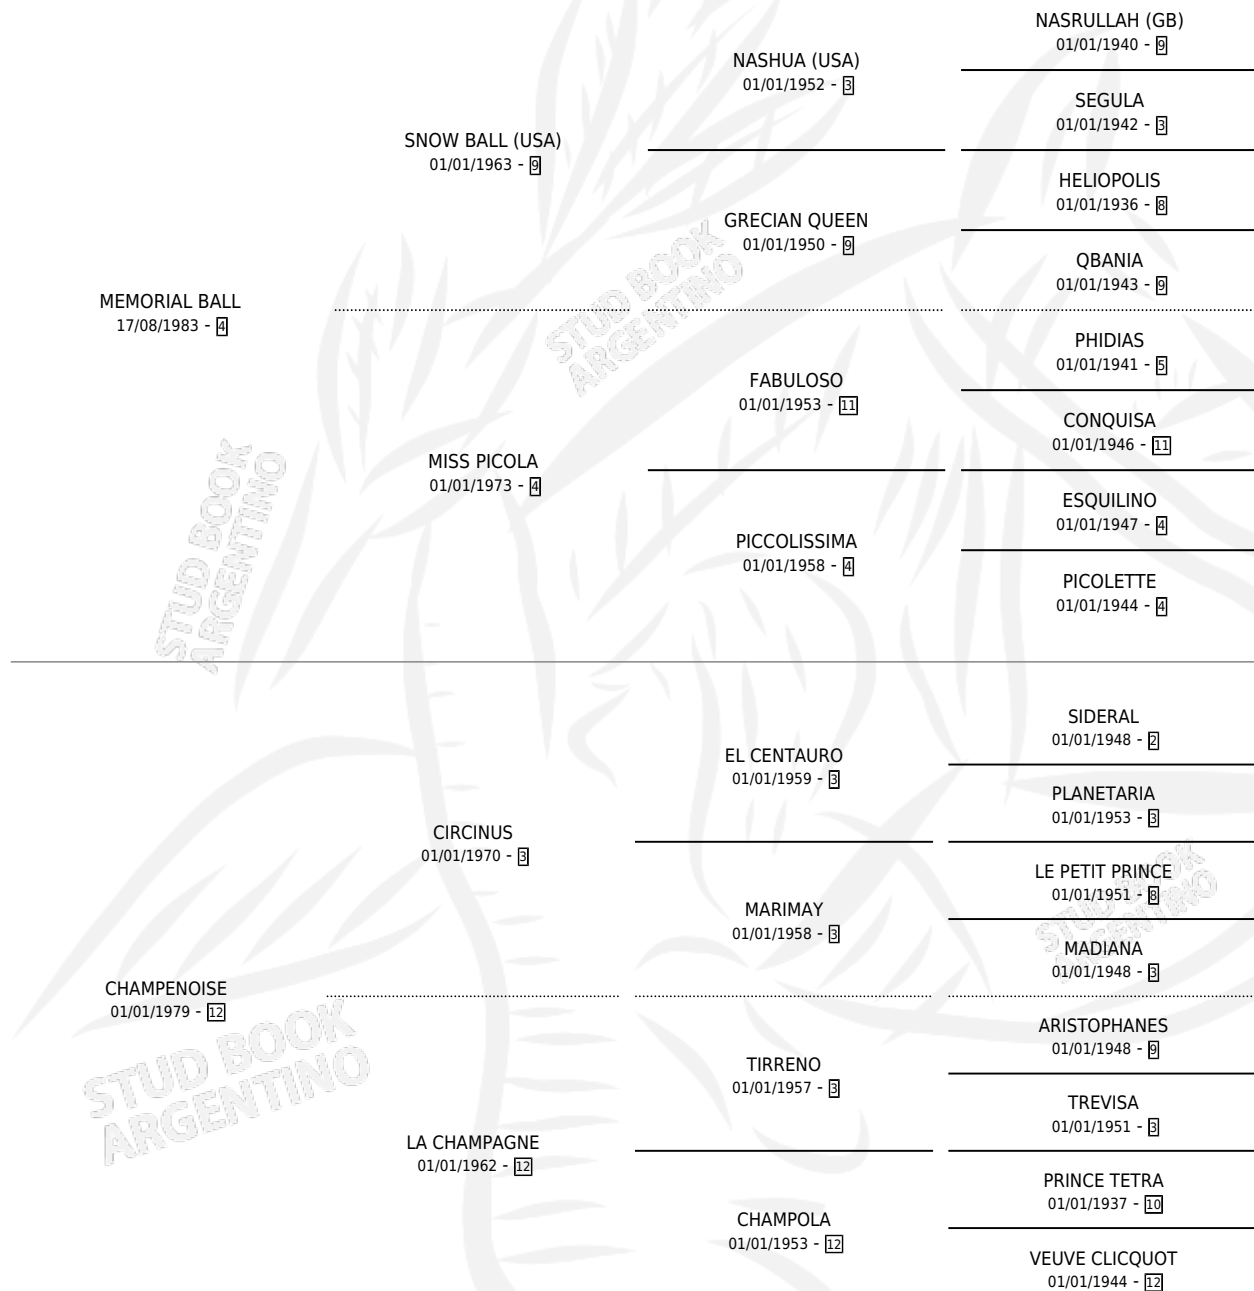 NASRULLAH (GB)
01/01/1940 - 9
NASHUA (USA)
01/01/1952 - 3
SEGULA
01/01/1942 - 3
SNOW BALL (USA)
01/01/1963 - 9
HELIOPOLIS
01/01/1936 - 8
GRECIAN QUEEN
01/01/1950 - 9
QBANIA
01/01/1943 - 9
MEMORIAL BALL
17/08/1983 - 4
PHIDIAS
01/01/1941 - 5
FABULOSO
01/01/1953 - 11
CONQUISA
01/01/1946 - 11
MISS PICOLA
01/01/1973 - 4
ESQUILINO
01/01/1947 - 4
PICCOLISSIMA
01/01/1958 - 4
PICOLETTE
01/01/1944 - 4
SIDERAL
01/01/1948 - 2
EL CENTAURO
01/01/1959 - 3
PLANETARIA
01/01/1953 - 3
CIRCINUS
01/01/1970 - 3
LE PETIT PRINCE
01/01/1951 - 8
MARIMAY
01/01/1958 - 3
MADIANA
01/01/1948 - 3
CHAMPENOISE
01/01/1979 - 12
ARISTOPHANES
01/01/1948 - 9
TIRRENO
01/01/1957 - 3
TREVISA
01/01/1951 - 3
LA CHAMPAGNE
01/01/1962 - 12
PRINCE TETRA
01/01/1937 - 10
CHAMPOLA
01/01/1953 - 12
VEUVE CLICQUOT
01/01/1944 - 12
STUD BOOK
ARGENTINO
STUD BOOK
ARGENTINO
STUD BOOK
ARGENTINO
STUD BOOK
ARGENTINO